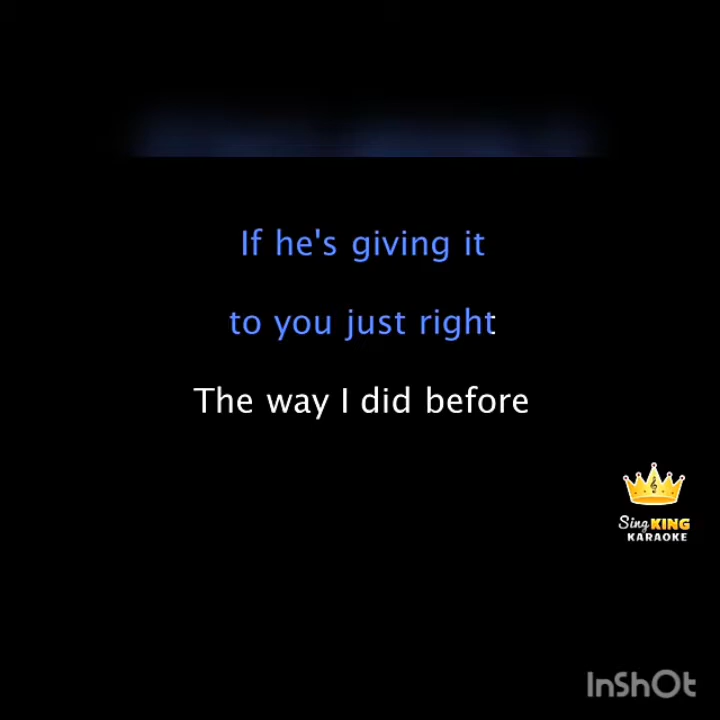 If he's giving it
to you just right
The way I did before
Sing KING
KARAOKE
InShOt